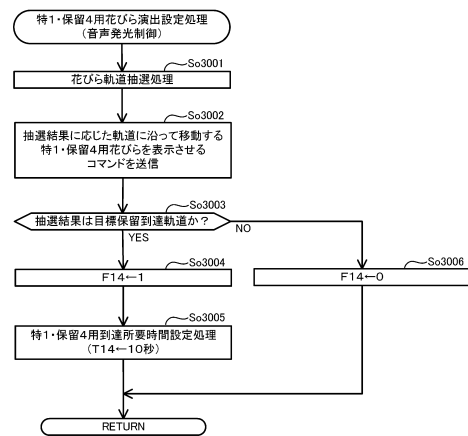 特1・保留4用花びら演出設定処理
(音声発光制御)
So3001
花びら軌道抽選処理
So3002
抽選結果に応じた軌道に沿って移動する
特1・保留4用花びらを表示させる
コマンドを送信
So3003
抽選結果は目標保留到達軌道か?
NO
YES
So3004
F14←1
So3006
F14←0
So3005
特1・保留4用到達所要時間設定処理
(T14←10秒)
RETURN